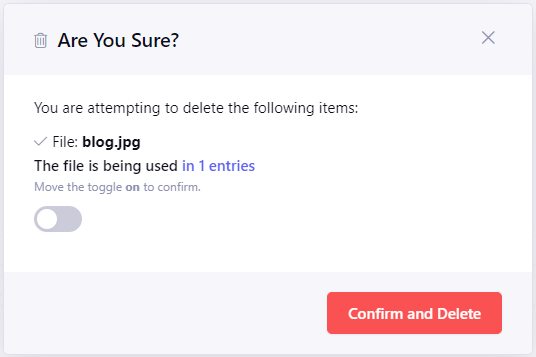 Are You Sure?
You are attempting to delete the following items:
File: blog.jpg
The file is being used in 1 entries
Move the toggle on to confirm.
Confirm and Delete